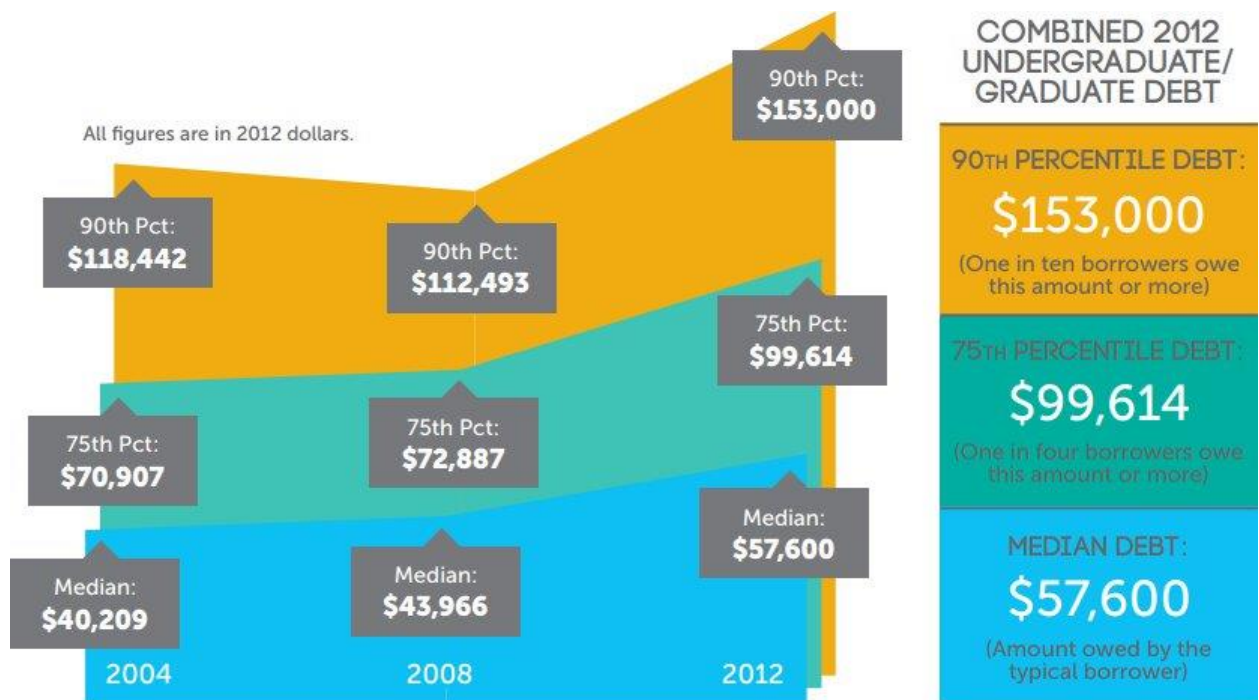 All figures are in 2012 dollars.
90th Pct:
$118,442
90th Pct:
$112,493
90th Pct:
$153,000
75th Pct:
$70,907
75th Pct:
$72,887
75th Pct:
$99,614
Median:
$40,209
Median:
$43,966
Median:
$57,600
2004
2008
2012
COMBINED 2012
UNDERGRADUATE/
GRADUATE DEBT
90TH PERCENTILE DEBT:
$153,000
(One in ten borrowers owe
this amount or more)
75TH PERCENTILE DEBT:
$99,614
(One in four borrowers owe
this amount or more)
MEDIAN DEBT:
$57,600
(Amount owed by the
typical borrower)